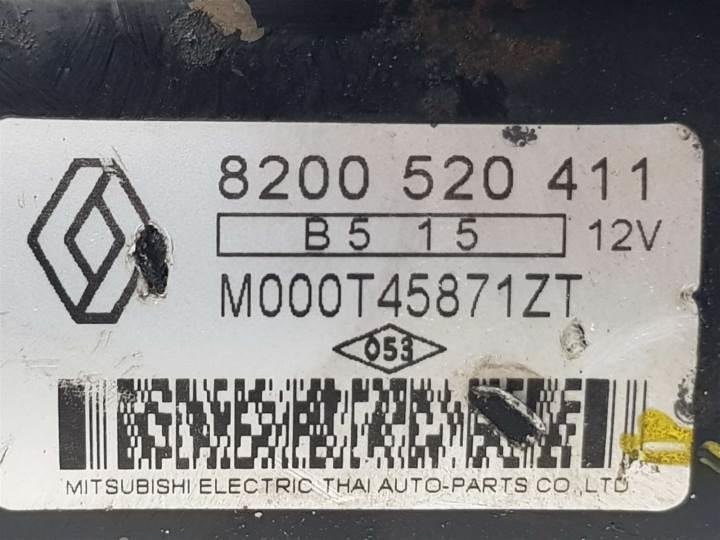 8200 520 411
B5 15 12V
M000T45871ZT
053
MITSUBISHI ELECTRIC THAI AUTO-PARTS CO.,LTD.